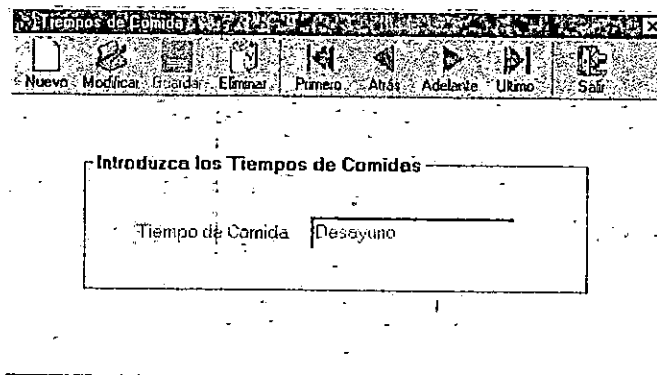 Tiempos de Comida
Nuevo Modificar Guardar Eliminar Primero Atrás Adelante Ultimo Salir
Introduzca los Tiempos de Comidas
Tiempo de Comida Desayuno